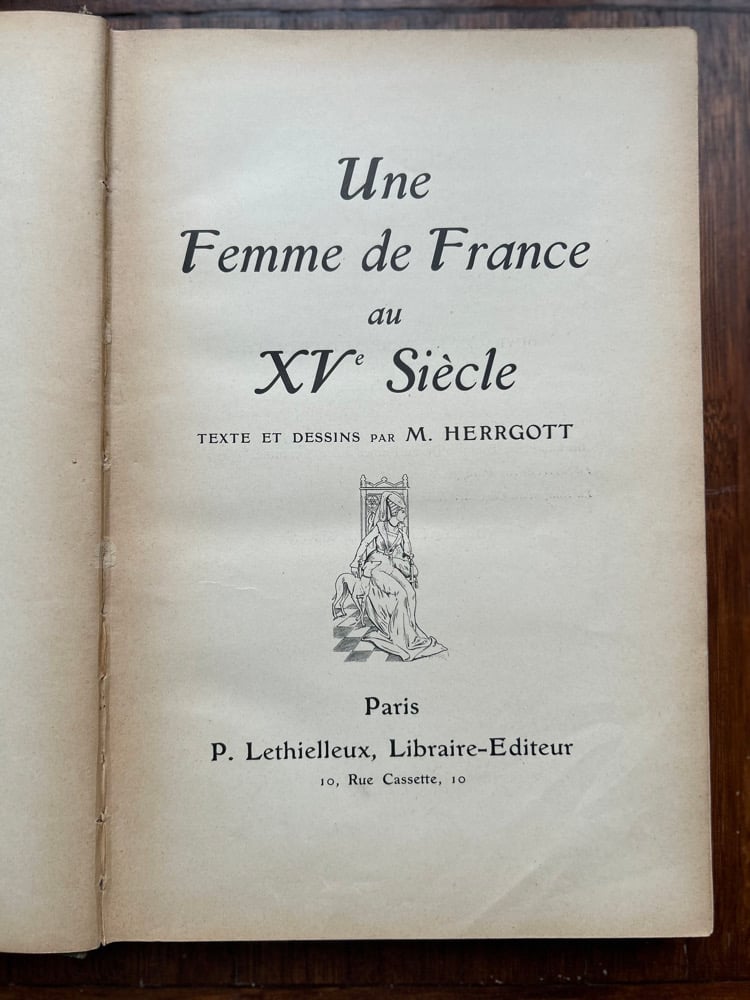 Une
Femme de France
au
XVe Siècle
TEXTE ET DESSINS PAR M. HERRGOTT
Paris
P. Lethielleux, Libraire-Editeur
10, Rue Cassette, 10